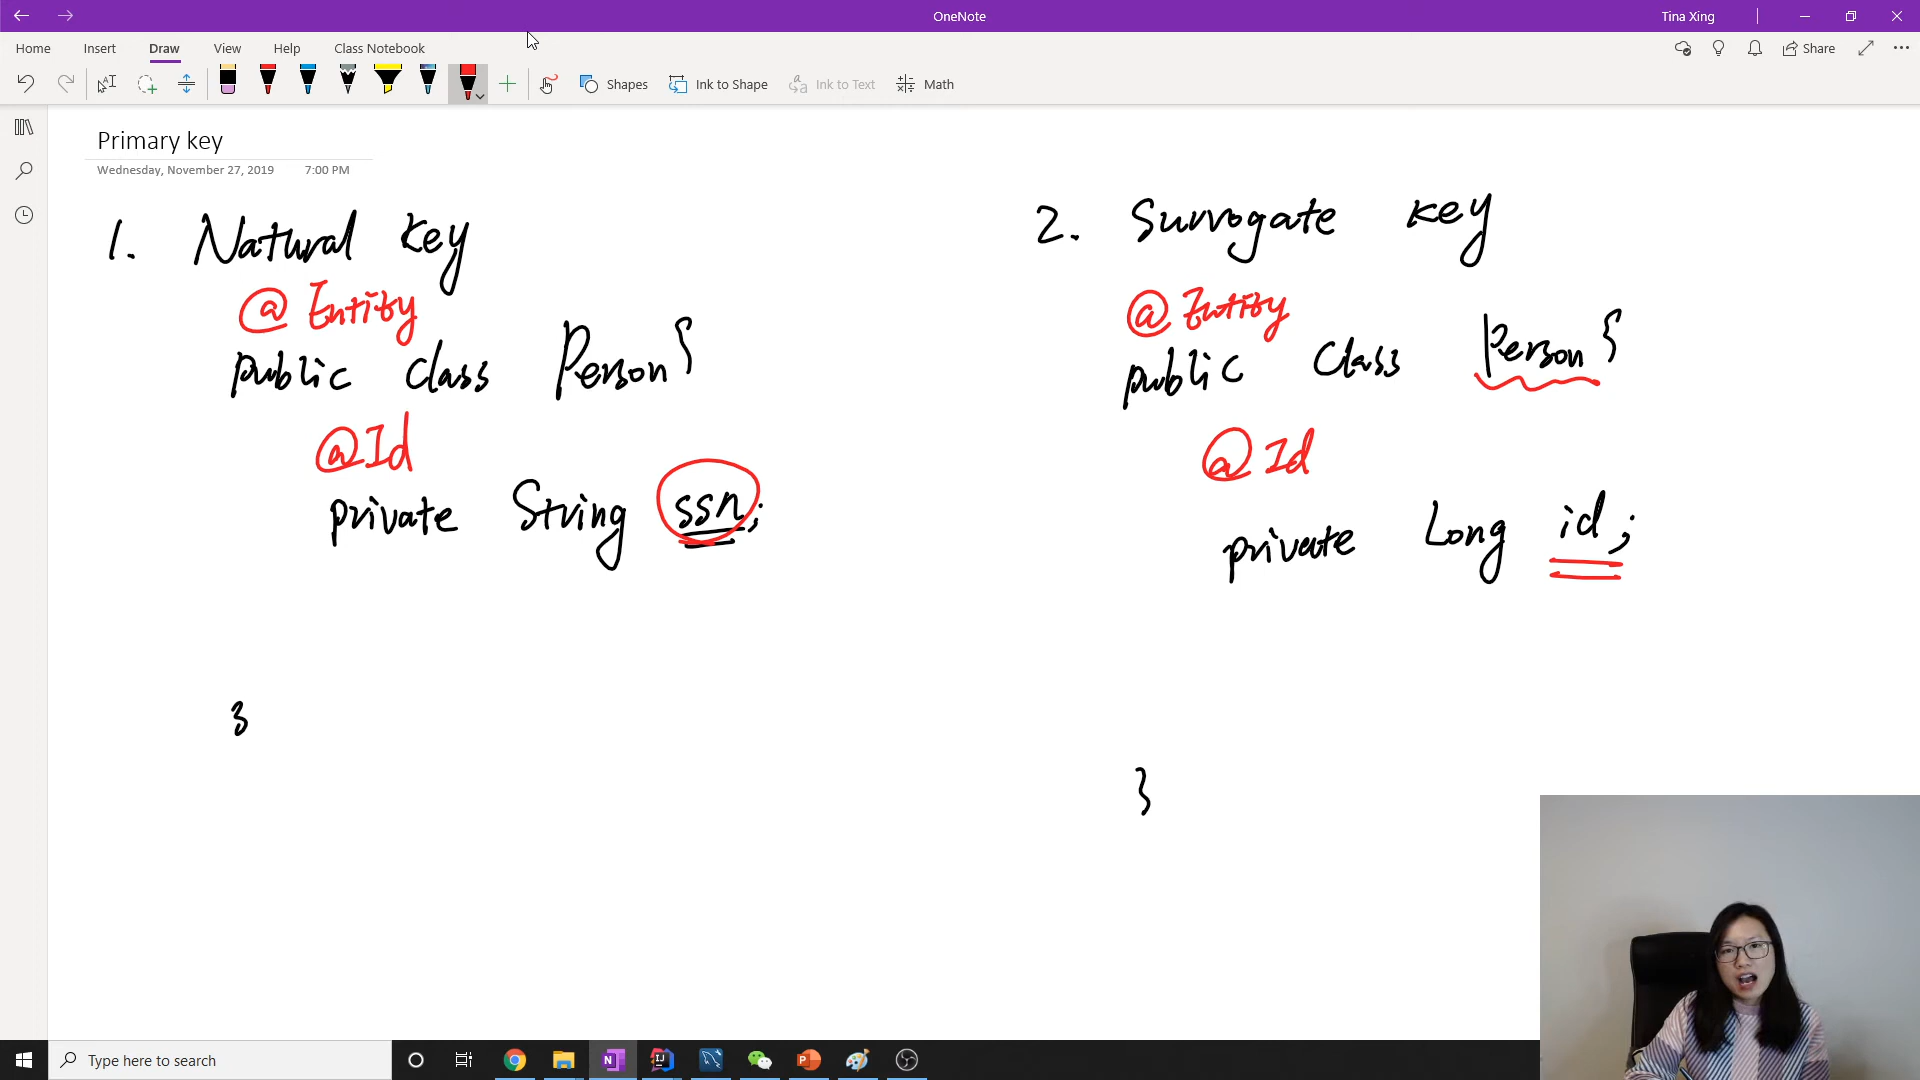 OneNote
Tina Xing
Home Insert Draw View Help Class Notebook
Share
Shapes Ink to Shape Ink to Text Math
Primary key
Wednesday, November 27, 2019 7:00 PM
1. Natural Key
@Entity
public class Person {
@Id
private String ssn;
}
2. Surrogate Key
@Entity
public Class Person {
@Id
private Long id;
}
Type here to search